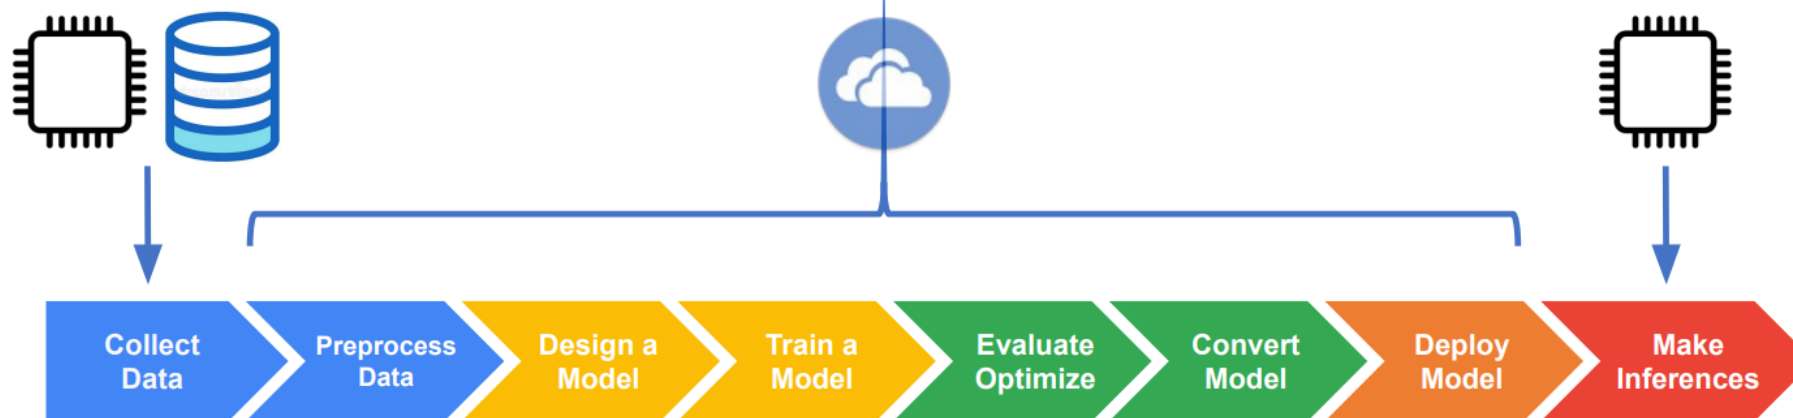 Collect
Data
Preprocess
Data
Design a
Model
Train a
Model
Evaluate
Optimize
Convert
Model
Deploy
Model
Make
Inferences